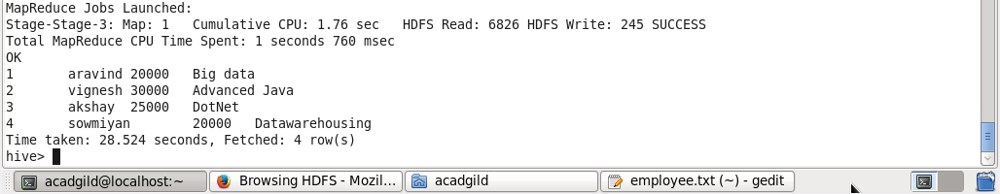 MapReduce Jobs Launched:
Stage-Stage-3: Map: 1   Cumulative CPU: 1.76 sec   HDFS Read: 6826 HDFS Write: 245 SUCCESS
Total MapReduce CPU Time Spent: 1 seconds 760 msec
OK
1       aravind 20000   Big data
2       vignesh 30000   Advanced Java
3       akshay  25000   DotNet
4       sowmiyan        20000   Datawarehousing
Time taken: 28.524 seconds, Fetched: 4 row(s)
hive>
acadgild@localhost:~ Browsing HDFS - Mozil... acadgild employee.txt (~) - gedit